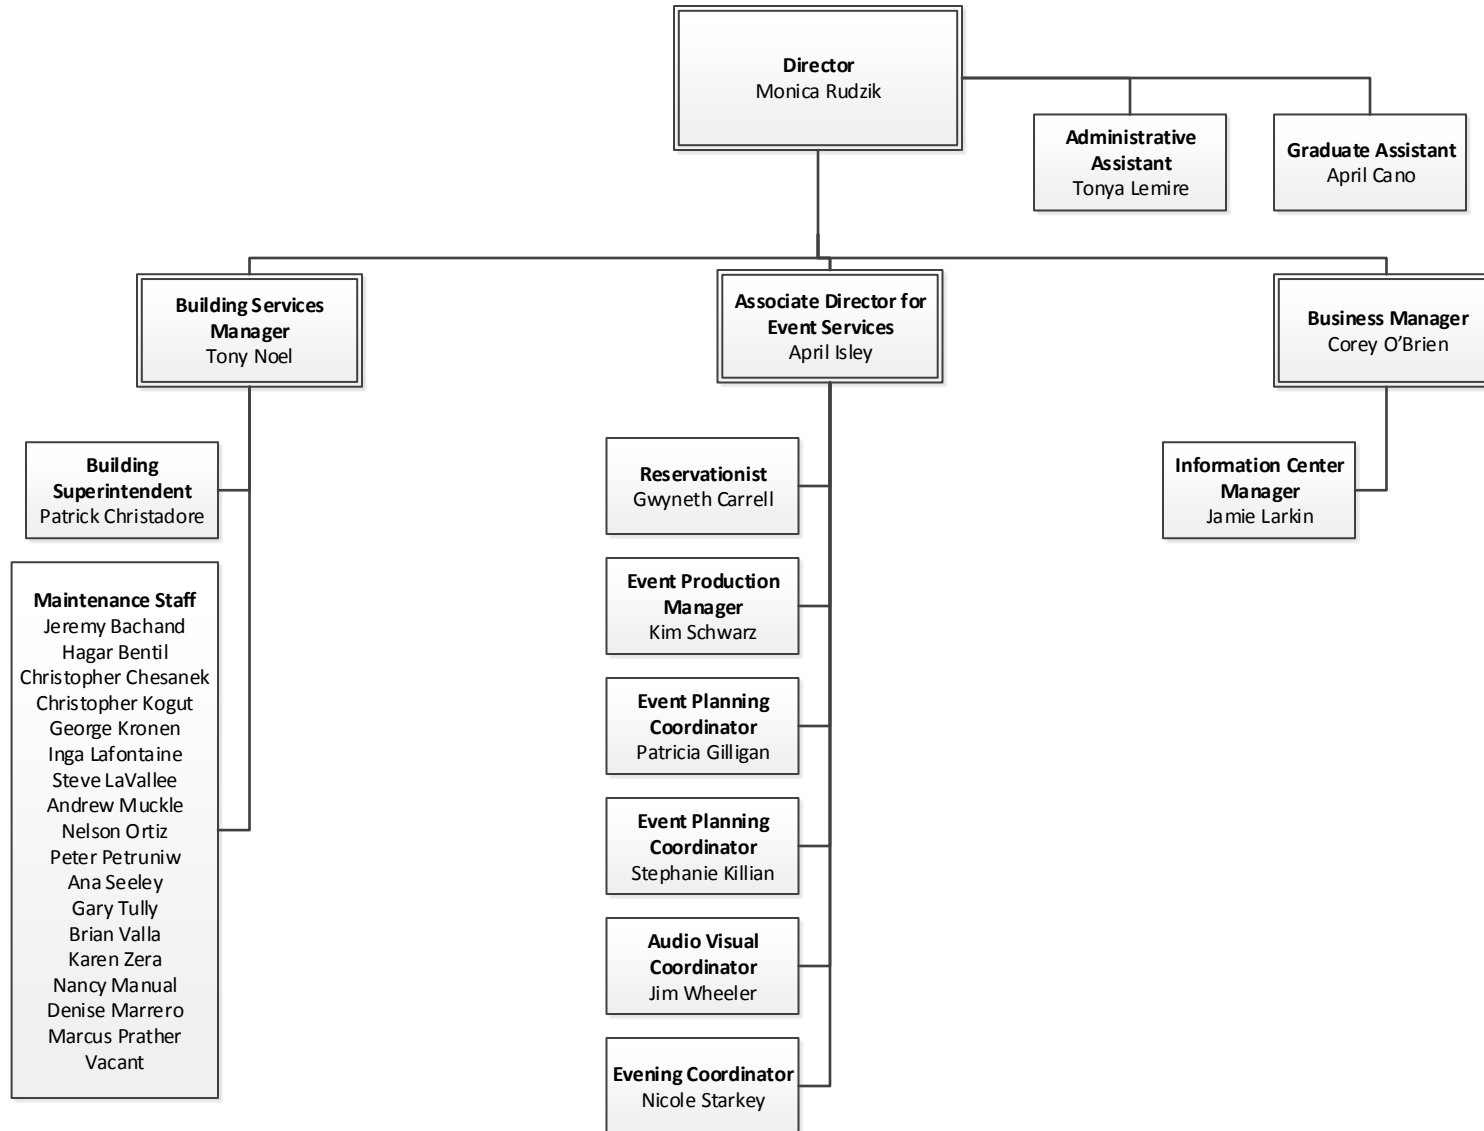 Director
Monica Rudzik
Administrative
Assistant
Tonya Lemire
Graduate Assistant
April Cano
Building Services
Manager
Tony Noel
Associate Director for
Event Services
April Isley
Business Manager
Corey O’Brien
Building
Superintendent
Patrick Christadore
Maintenance Staff
Jeremy Bachand
Hagar Bentil
Christopher Chesanek
Christopher Kogut
George Kronen
Inga Lafontaine
Steve LaVallee
Andrew Muckle
Nelson Ortiz
Peter Petruniw
Ana Seeley
Gary Tully
Brian Valla
Karen Zera
Nancy Manual
Denise Marrero
Marcus Prather
Vacant
Reservationist
Gwyneth Carrell
Event Production
Manager
Kim Schwarz
Event Planning
Coordinator
Patricia Gilligan
Event Planning
Coordinator
Stephanie Killian
Audio Visual
Coordinator
Jim Wheeler
Evening Coordinator
Nicole Starkey
Information Center
Manager
Jamie Larkin